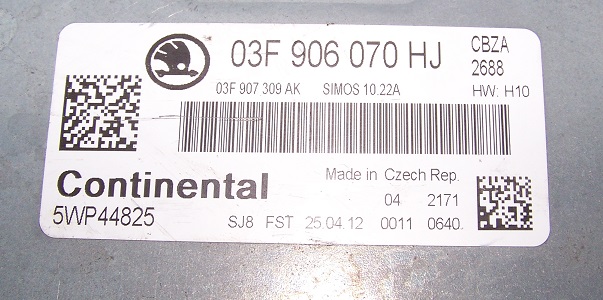 03F 906 070 HJ CBZA
2688
03F 907 309 AK SIMOS 10.22A HW: H10
Continental Made in Czech Rep.
04 2171
5WP44825 SJ8 FST 25.04.12 0011 0640.